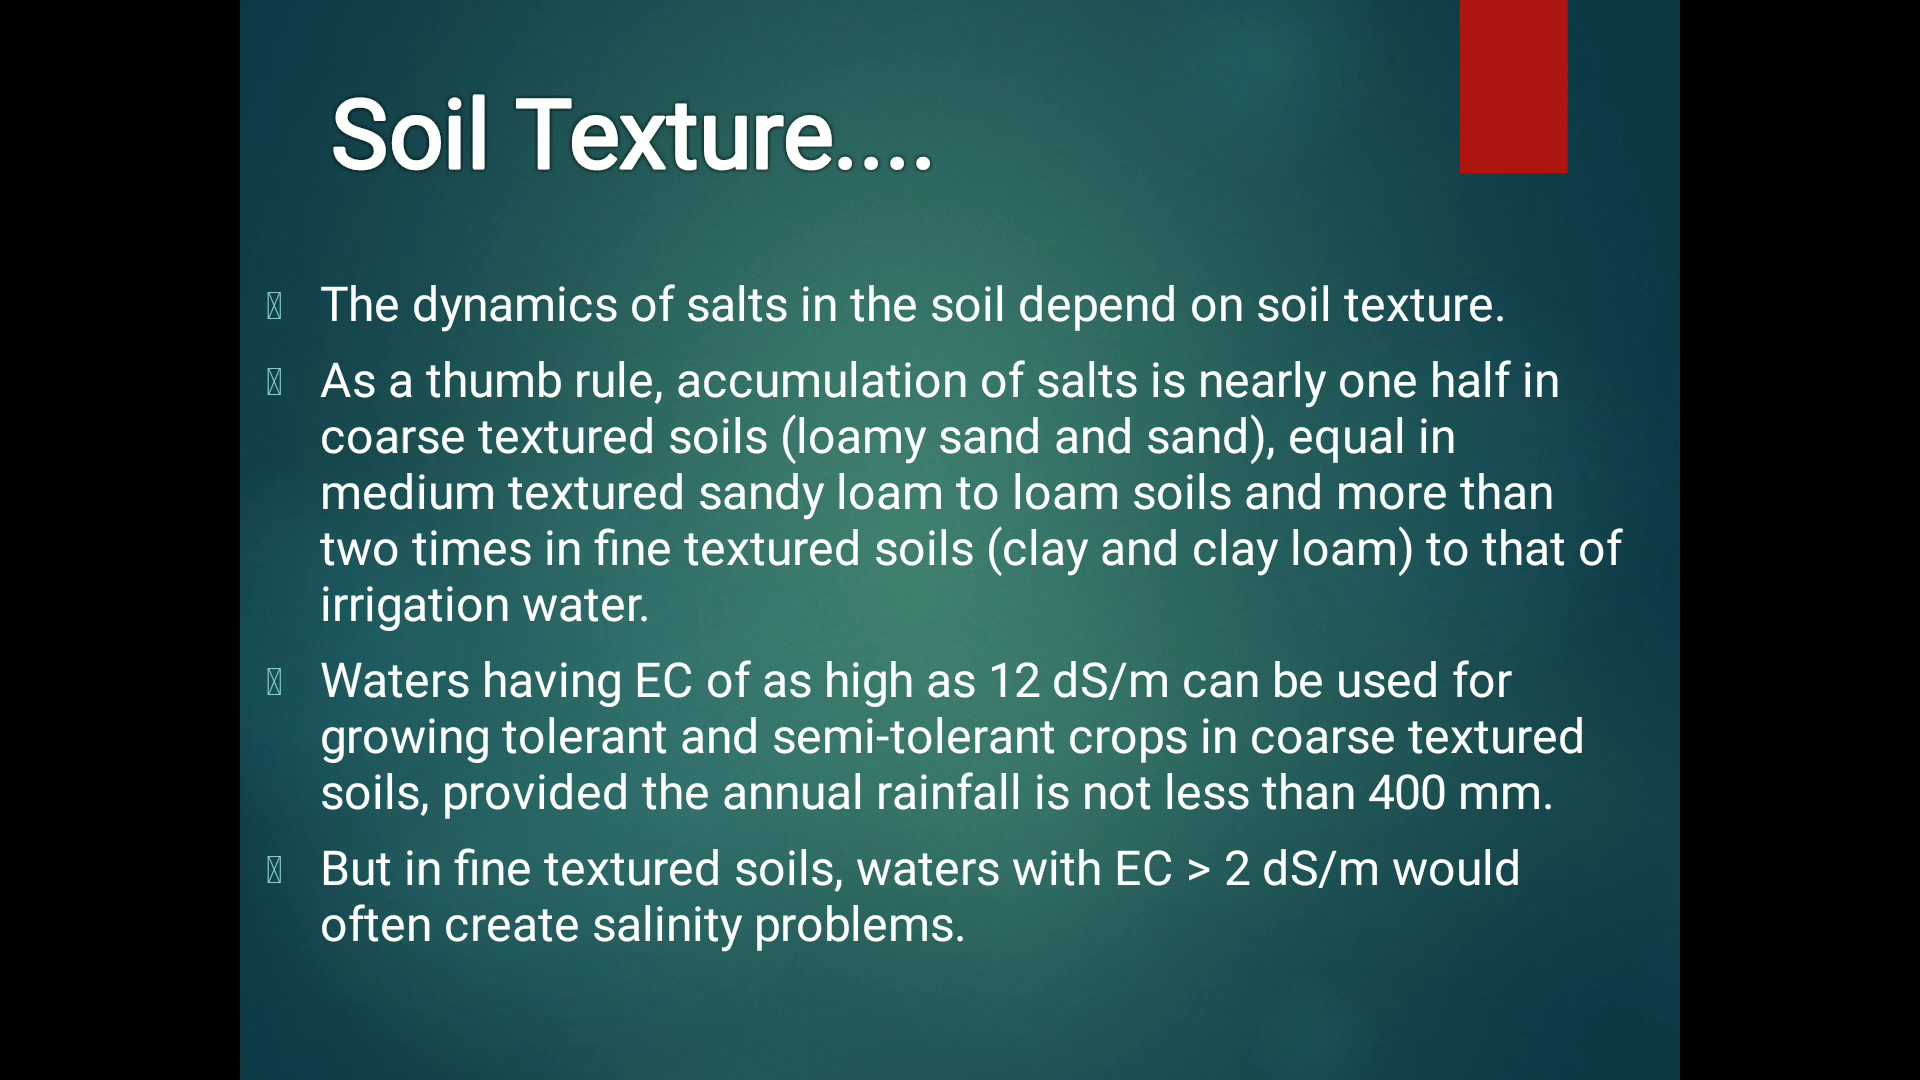 Soil Texture....
The dynamics of salts in the soil depend on soil texture.
As a thumb rule, accumulation of salts is nearly one half in
coarse textured soils (loamy sand and sand), equal in
medium textured sandy loam to loam soils and more than
two times in fine textured soils (clay and clay loam) to that of
irrigation water.
Waters having EC of as high as 12 dS/m can be used for
growing tolerant and semi-tolerant crops in coarse textured
soils, provided the annual rainfall is not less than 400 mm.
But in fine textured soils, waters with EC > 2 dS/m would
often create salinity problems.